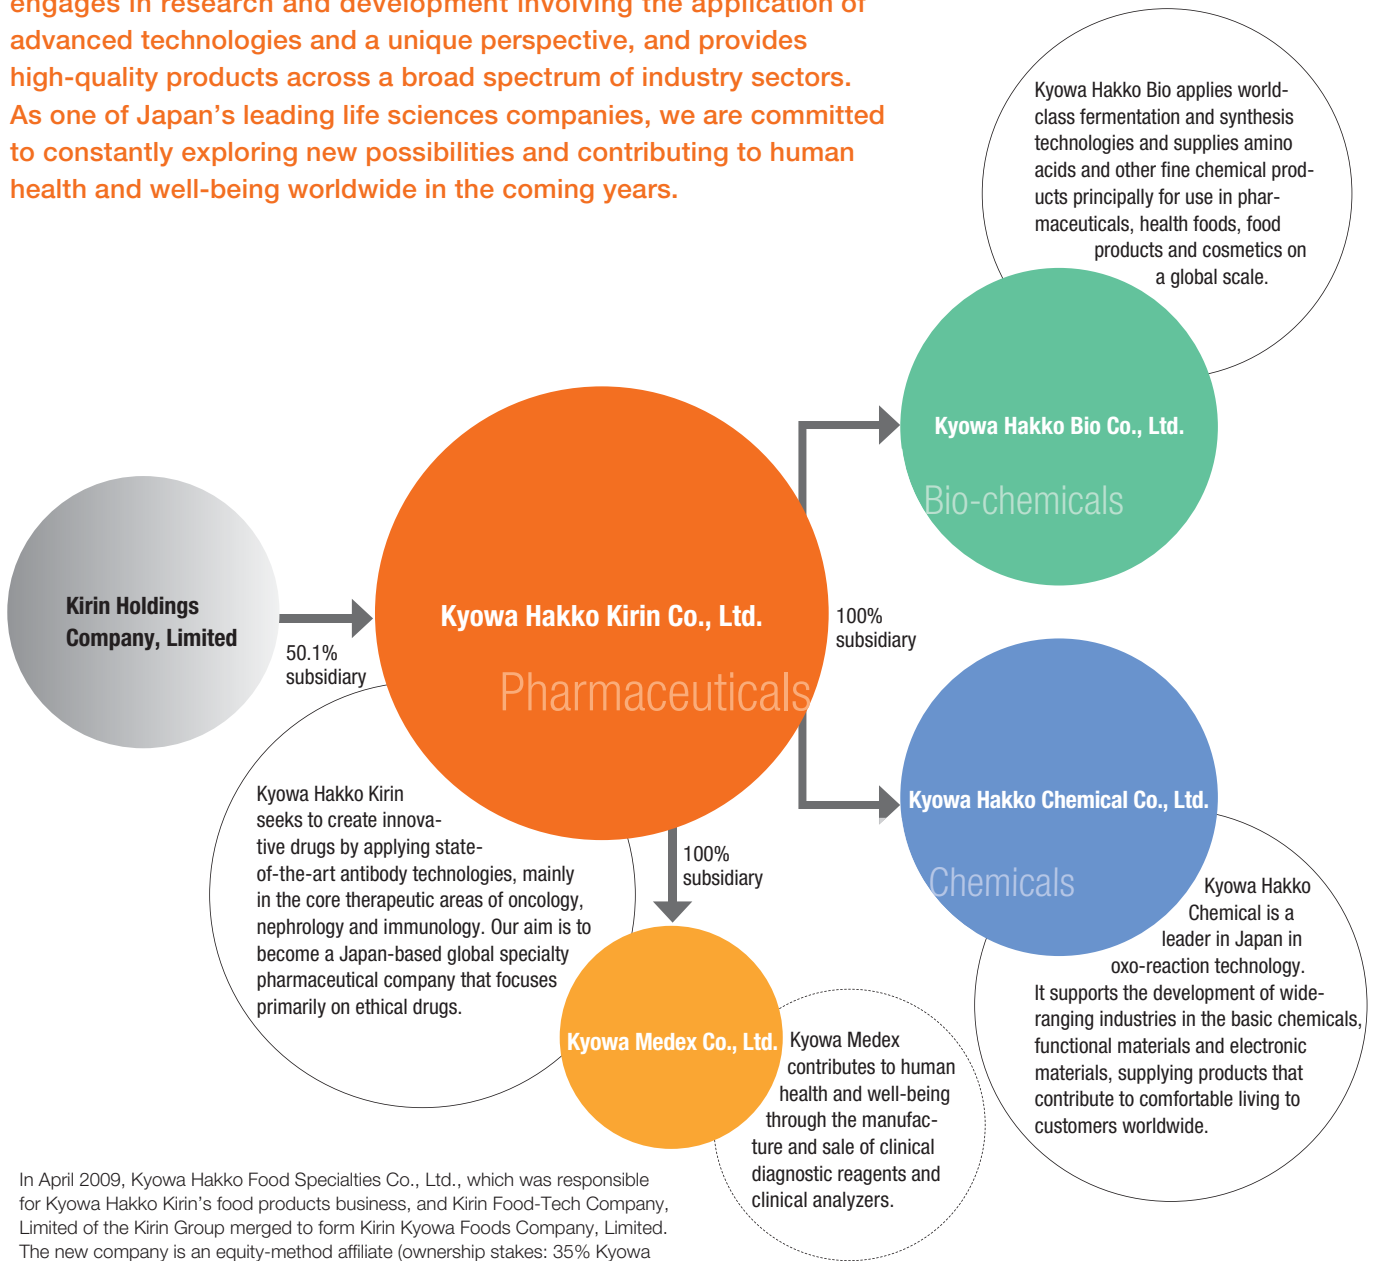 engages in research and development involving the application of
advanced technologies and a unique perspective, and provides
high-quality products across a broad spectrum of industry sectors.
As one of Japan's leading life sciences companies, we are committed
to constantly exploring new possibilities and contributing to human
health and well-being worldwide in the coming years.
Kyowa Hakko Bio applies world-
class fermentation and synthesis
technologies and supplies amino
acids and other fine chemical prod-
ucts principally for use in phar-
maceuticals, health foods, food
products and cosmetics on
a global scale.
Kyowa Hakko Bio Co., Ltd.
Bio-chemicals
Kirin Holdings
Company, Limited
50.1%
subsidiary
Kyowa Hakko Kirin Co., Ltd.
Pharmaceuticals
100%
subsidiary
Kyowa Hakko Kirin
seeks to create innova-
tive drugs by applying state-
of-the-art antibody technologies, mainly
in the core therapeutic areas of oncology,
nephrology and immunology. Our aim is to
become a Japan-based global specialty
pharmaceutical company that focuses
primarily on ethical drugs.
100%
subsidiary
Kyowa Hakko Chemical Co., Ltd.
Chemicals
Kyowa Hakko
Chemical is a
leader in Japan in
oxo-reaction technology.
It supports the development of wide-
ranging industries in the basic chemicals,
functional materials and electronic
materials, supplying products that
contribute to comfortable living to
customers worldwide.
Kyowa Medex Co., Ltd.
Kyowa Medex
contributes to human
health and well-being
through the manufac-
ture and sale of clinical
diagnostic reagents and
clinical analyzers.
In April 2009, Kyowa Hakko Food Specialties Co., Ltd., which was responsible
for Kyowa Hakko Kirin's food products business, and Kirin Food-Tech Company,
Limited of the Kirin Group merged to form Kirin Kyowa Foods Company, Limited.
The new company is an equity-method affiliate (ownership stakes: 35% Kyowa